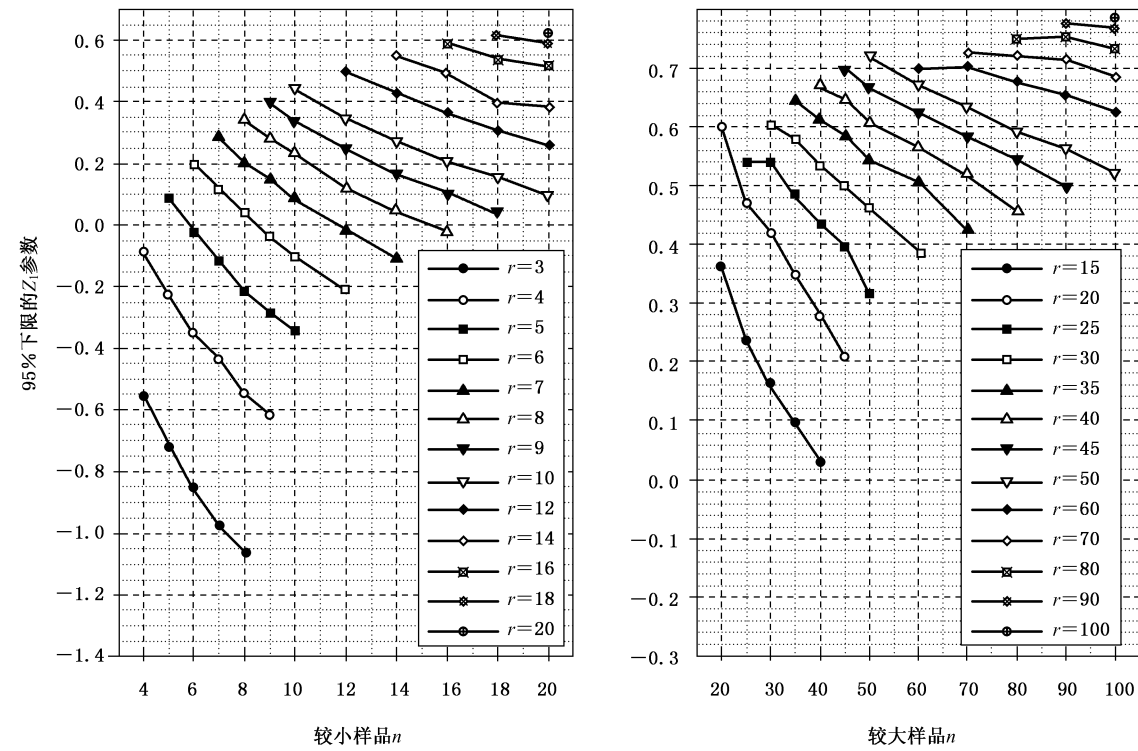 95%下限的Z₁参数
0.6
0.4
0.2
0.0
−0.2
−0.4
−0.6
−0.8
−1.0
−1.2
−1.4
4 6 8 10 12 14 16 18 20
较小样品n
r=3
r=4
r=5
r=6
r=7
r=8
r=9
r=10
r=12
r=14
r=16
r=18
r=20
0.7
0.6
0.5
0.4
0.3
0.2
0.1
0.0
−0.1
−0.2
−0.3
20 30 40 50 60 70 80 90 100
较大样品n
r=15
r=20
r=25
r=30
r=35
r=40
r=45
r=50
r=60
r=70
r=80
r=90
r=100